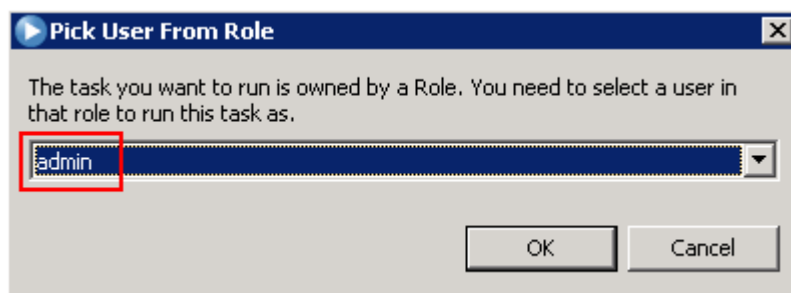 Pick User From Role
The task you want to run is owned by a Role. You need to select a user in
that role to run this task as.
admin
OK
Cancel